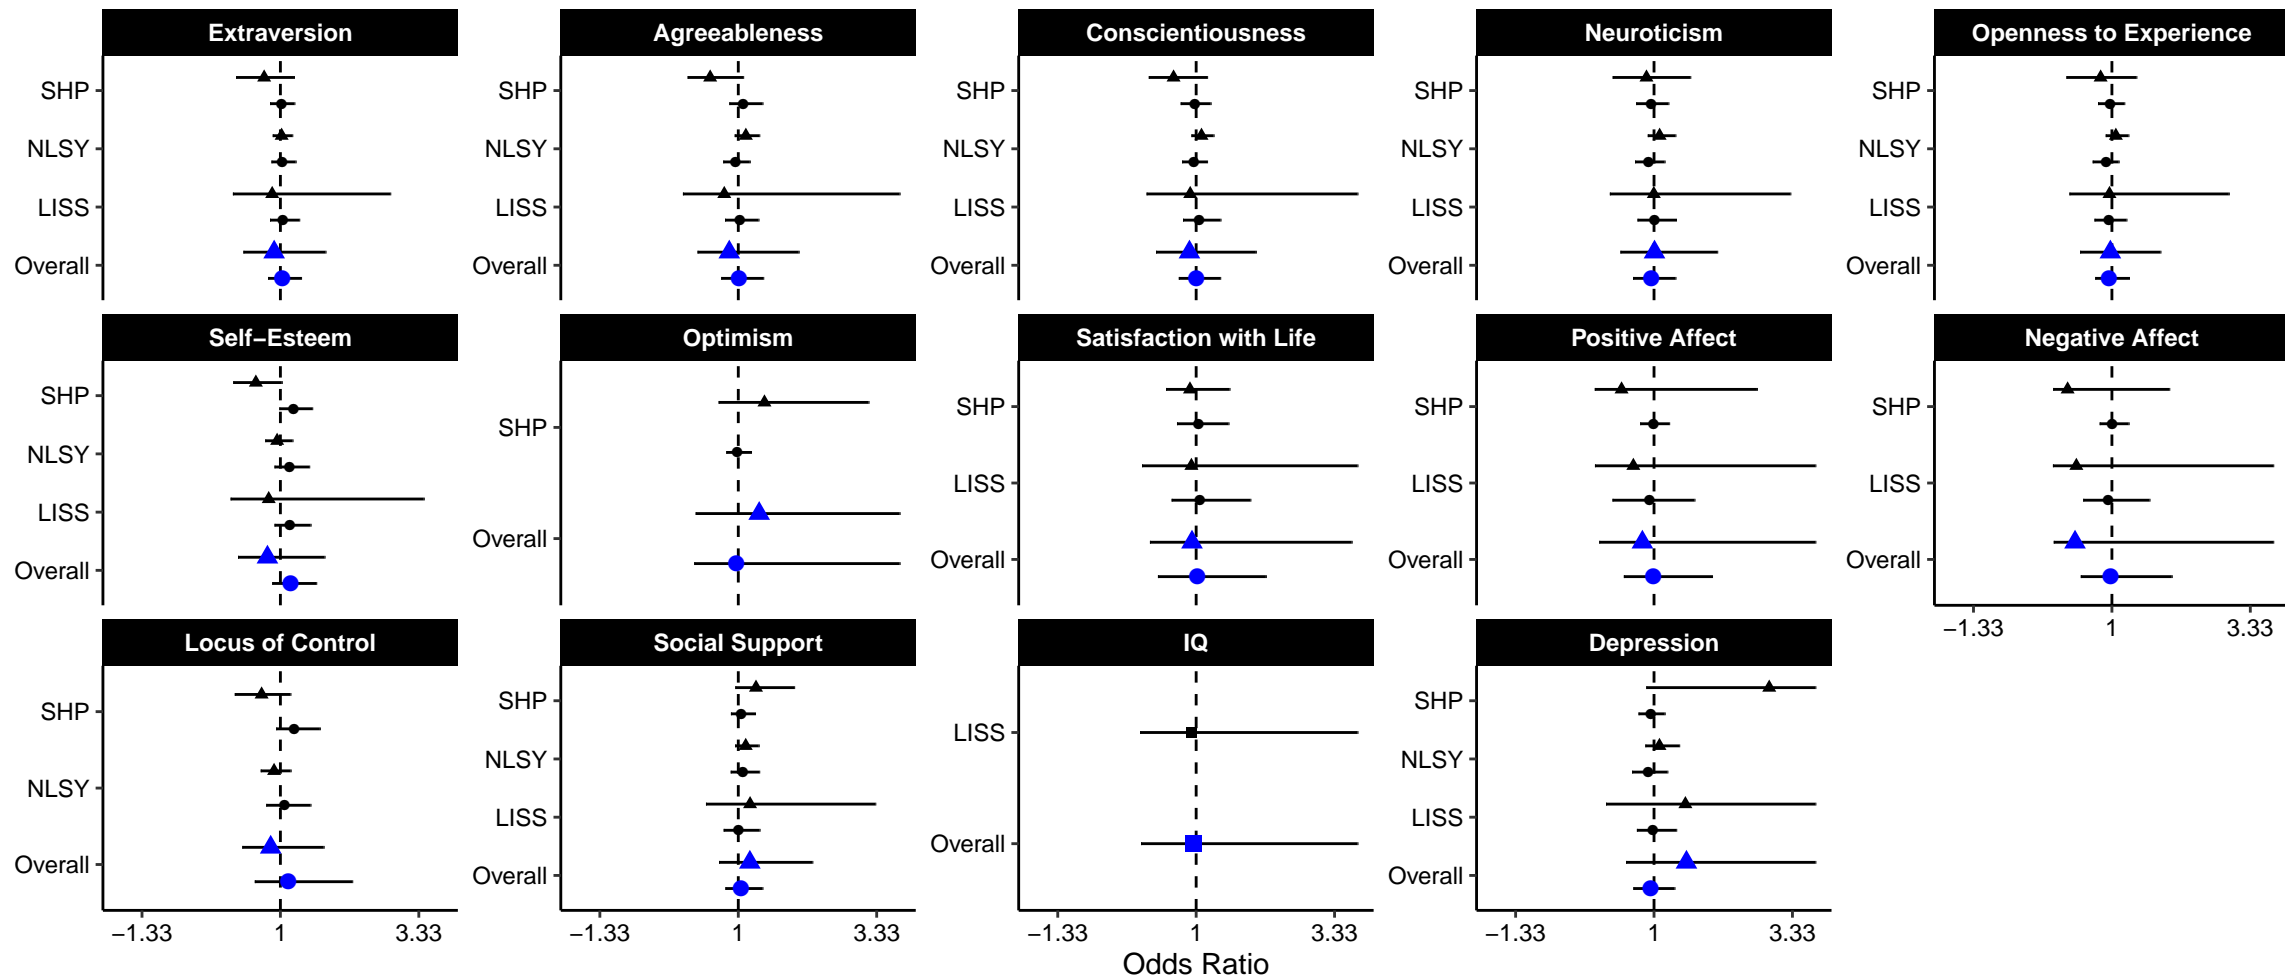 Extraversion
Agreeableness
Conscientiousness
Neuroticism
Openness to Experience
SHP
NLSY
LISS
Overall
SHP
NLSY
LISS
Overall
SHP
NLSY
LISS
Overall
SHP
NLSY
LISS
Overall
SHP
NLSY
LISS
Overall
Self−Esteem
Optimism
Satisfaction with Life
Positive Affect
Negative Affect
SHP
NLSY
LISS
Overall
SHP
Overall
SHP
LISS
Overall
SHP
LISS
Overall
SHP
LISS
Overall
−1.33 1 3.33
Locus of Control
Social Support
IQ
Depression
SHP
NLSY
Overall
SHP
NLSY
LISS
Overall
LISS
Overall
SHP
NLSY
LISS
Overall
−1.33 1 3.33
−1.33 1 3.33
−1.33 1 3.33
−1.33 1 3.33
Odds Ratio